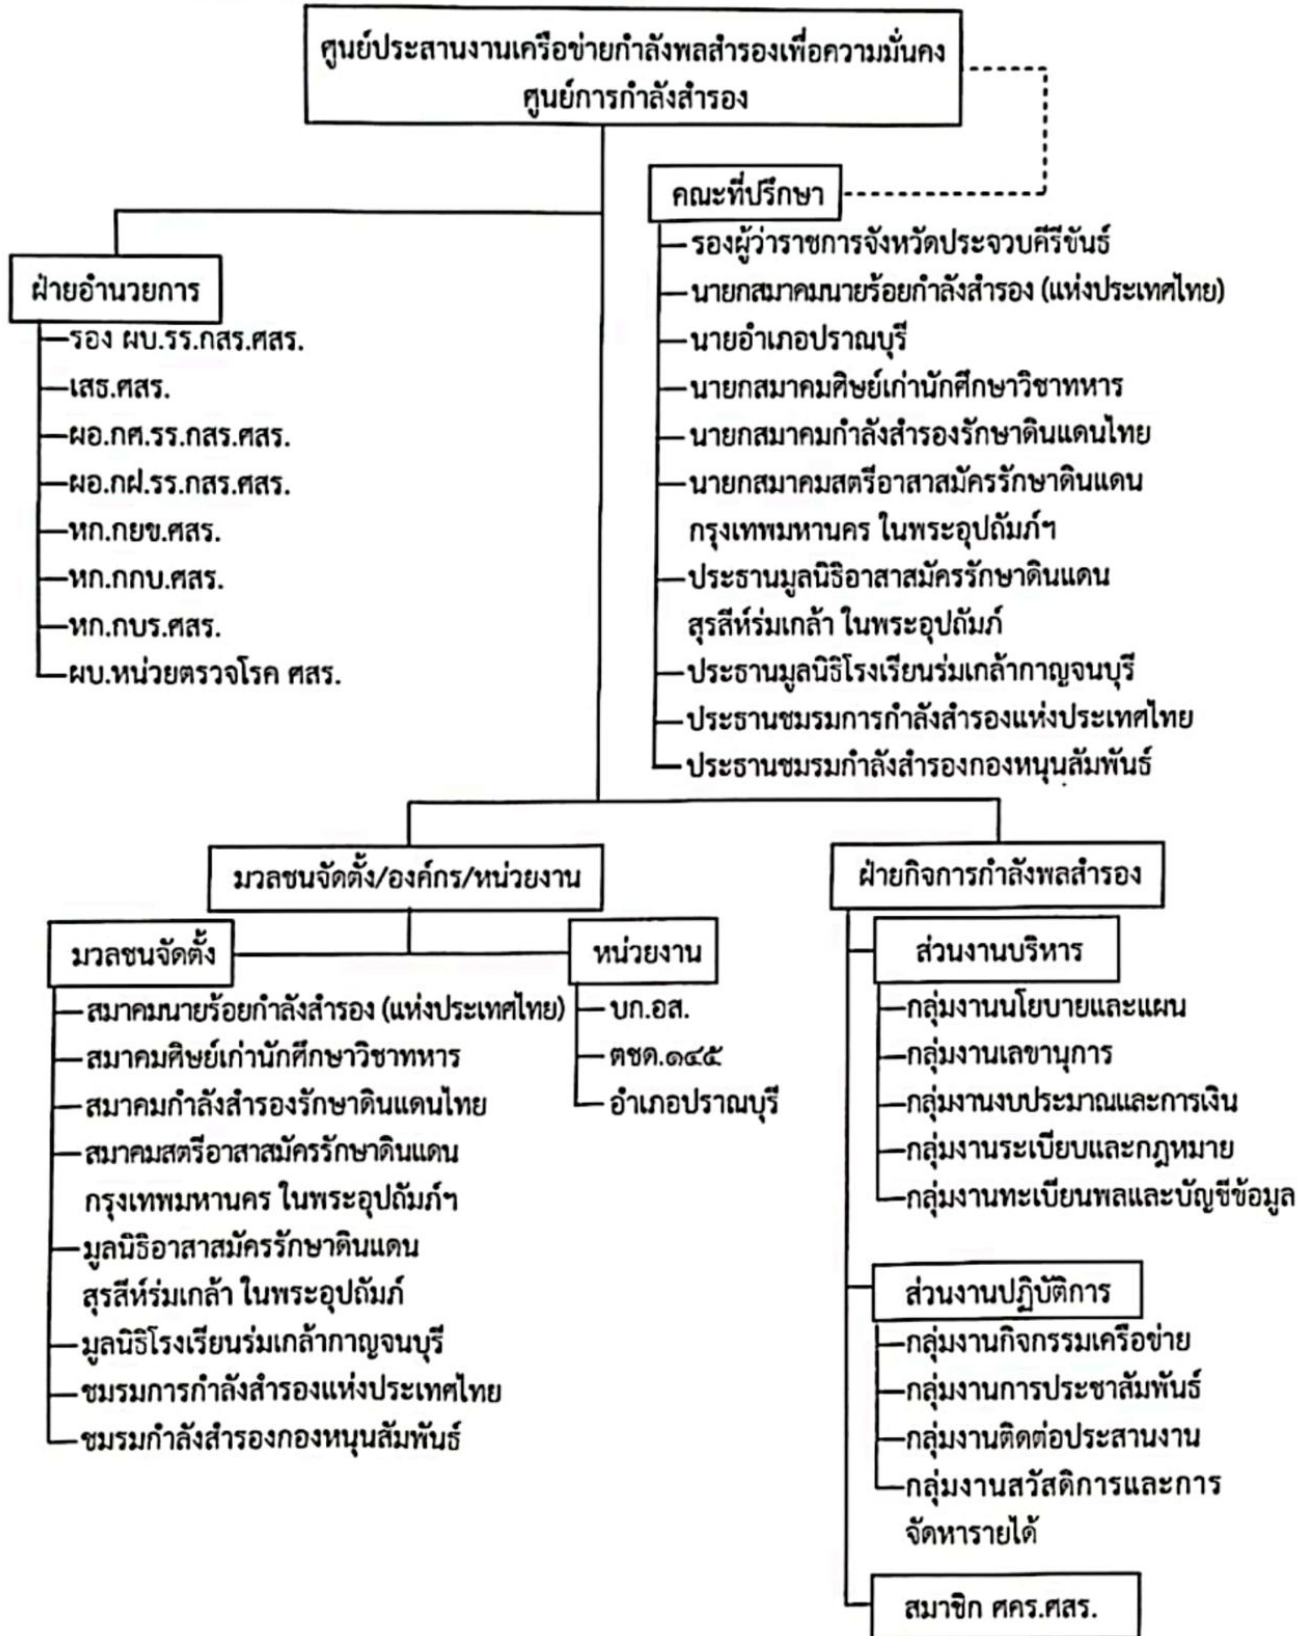 ศูนย์ประสานงานเครือข่ายกำลังพลสำรองเพื่อความมั่นคง
ศูนย์การกำลังสำรอง
คณะที่ปรึกษา
รองผู้ว่าราชการจังหวัดประจวบคีรีขันธ์
นายกสมาคมนายร้อยกำลังสำรอง (แห่งประเทศไทย)
นายอำเภอปราณบุรี
นายกสมาคมศิษย์เก่านักศึกษาวิชาทหาร
นายกสมาคมกำลังสำรองรักษาดินแดนไทย
นายกสมาคมสตรีอาสาสมัครรักษาดินแดน
กรุงเทพมหานคร ในพระอุปถัมภ์ฯ
ประธานมูลนิธิอาสาสมัครรักษาดินแดน
สุรสีห์ร่มเกล้า ในพระอุปถัมภ์
ประธานมูลนิธิโรงเรียนร่มเกล้ากาญจนบุรี
ประธานชมรมการกำลังสำรองแห่งประเทศไทย
ประธานชมรมกำลังสำรองกองหนุนสัมพันธ์
ฝ่ายอำนวยการ
รอง ผบ.รร.กสร.ศสร.
เสธ.ศสร.
ผอ.กศ.รร.กสร.ศสร.
ผอ.กฝ.รร.กสร.ศสร.
หก.กยข.ศสร.
หก.กกบ.ศสร.
หก.กบร.ศสร.
ผบ.หน่วยตรวจโรค ศสร.
มวลชนจัดตั้ง/องค์กร/หน่วยงาน
มวลชนจัดตั้ง
สมาคมนายร้อยกำลังสำรอง (แห่งประเทศไทย)
สมาคมศิษย์เก่านักศึกษาวิชาทหาร
สมาคมกำลังสำรองรักษาดินแดนไทย
สมาคมสตรีอาสาสมัครรักษาดินแดน
กรุงเทพมหานคร ในพระอุปถัมภ์ฯ
มูลนิธิอาสาสมัครรักษาดินแดน
สุรสีห์ร่มเกล้า ในพระอุปถัมภ์
มูลนิธิโรงเรียนร่มเกล้ากาญจนบุรี
ชมรมการกำลังสำรองแห่งประเทศไทย
ชมรมกำลังสำรองกองหนุนสัมพันธ์
หน่วยงาน
บก.อส.
ตชด.๑๔๕
อำเภอปราณบุรี
ฝ่ายกิจการกำลังพลสำรอง
ส่วนงานบริหาร
กลุ่มงานนโยบายและแผน
กลุ่มงานเลขานุการ
กลุ่มงานงบประมาณและการเงิน
กลุ่มงานระเบียบและกฎหมาย
กลุ่มงานทะเบียนพลและบัญชีข้อมูล
ส่วนงานปฏิบัติการ
กลุ่มงานกิจกรรมเครือข่าย
กลุ่มงานการประชาสัมพันธ์
กลุ่มงานติดต่อประสานงาน
กลุ่มงานสวัสดิการและการ
จัดหารายได้
สมาชิก ศคร.ศสร.